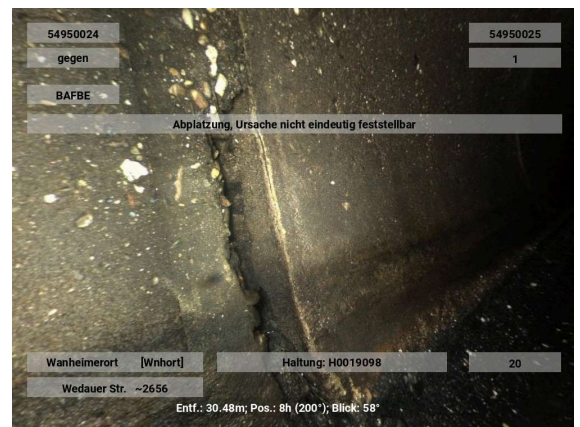 54950024
54950025
gegen
1
BAFBE
Abplatzung, Ursache nicht eindeutig feststellbar
Wanheimerort [Wnhort]
Haltung: H0019098
20
Wedauer Str. ~2656
Entf.: 30.48m; Pos.: 8h (200°); Blick: 58°